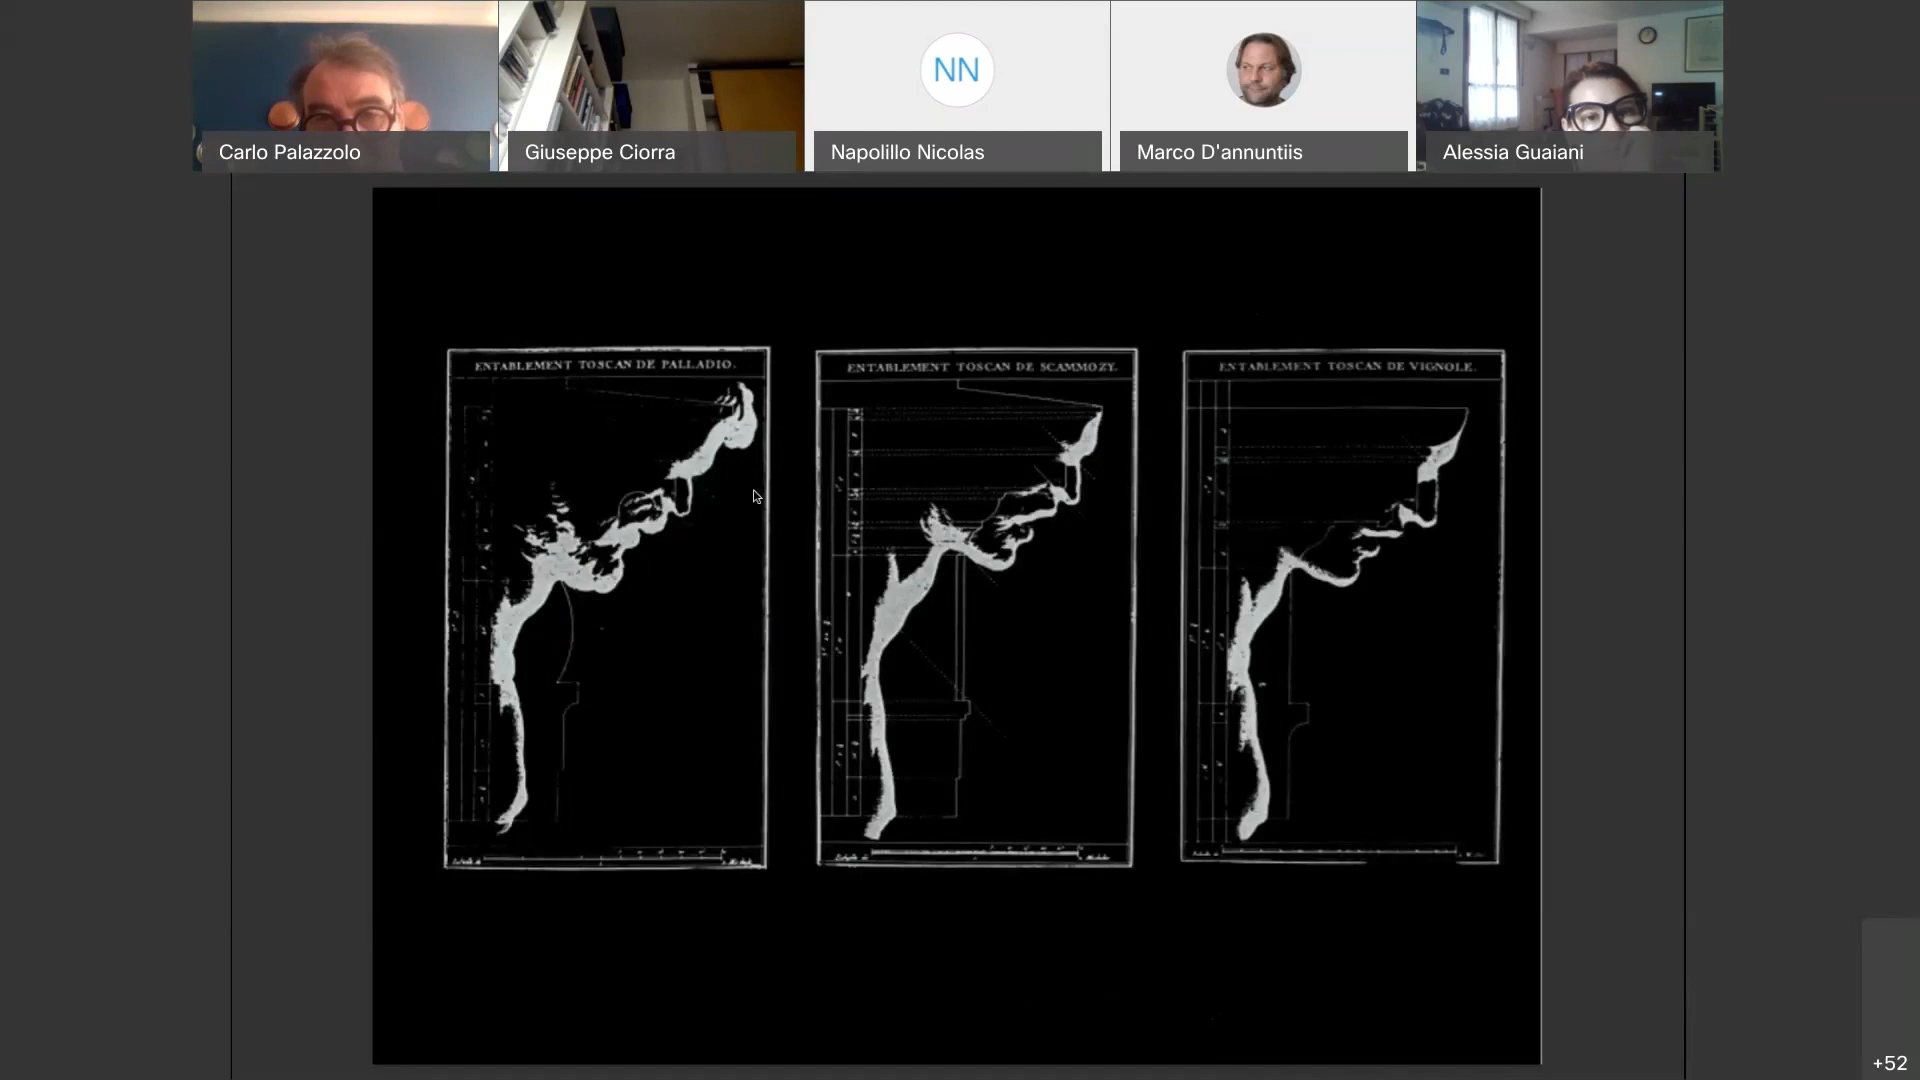 Carlo Palazzolo
Giuseppe Ciorra
NN
Napolillo Nicolas
Marco D'annuntiis
Alessia Guaiani
ENTABLEMENT TOSCAN DE PALLADIO.
ENTABLEMENT TOSCAN DE SCAMMOZY.
ENTABLEMENT TOSCAN DE VIGNOLE.
+52